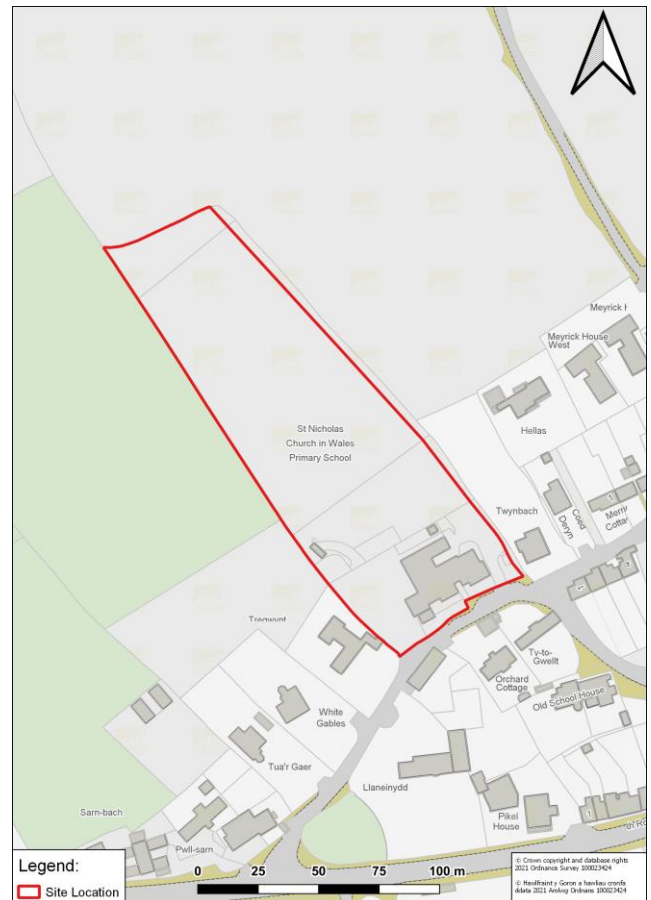 Meyrick H
Meyrick House
West
Hellas
St Nicholas
Church in Wales
Primary School
Twynbach
Coed
Deryn
Ty-to-
Gwellt
Orchard
Cottage
Old School House
White
Gables
Tua'r Gaer
Llaneinydd
Sarn-bach
Pwll-sarn
Pikel
House
Legend:
Site Location
0 25 50 75 100 m
© Crown copyright and database rights
2021 Ordnance Survey 100023424
© Hawlfraint y Goron a hawliau cronfa
ddata 2021 Arolwg Ordnans 100023424